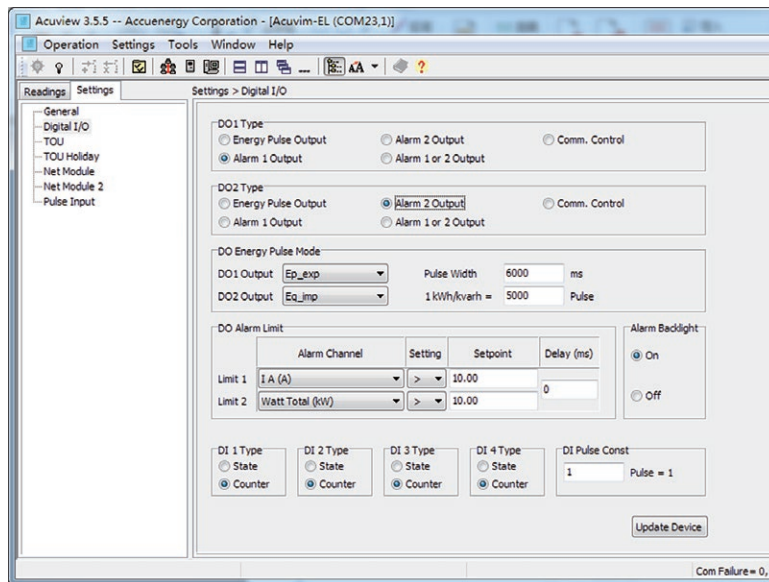 Acuview 3.5.5 -- Accuenergy Corporation - [Acuvim-EL (COM23,1)]
Operation Settings Tools Window Help
Readings Settings
Settings > Digital I/O
General
Digital I/O
TOU
TOU Holiday
Net Module
Net Module 2
Pulse Input
DO1 Type
Energy Pulse Output Alarm 2 Output Comm. Control
Alarm 1 Output Alarm 1 or 2 Output
DO2 Type
Energy Pulse Output Alarm 2 Output Comm. Control
Alarm 1 Output Alarm 1 or 2 Output
DO Energy Pulse Mode
DO1 Output Ep_exp Pulse Width 6000 ms
DO2 Output Eq_imp 1 kWh/kvarh = 5000 Pulse
DO Alarm Limit Alarm Backlight
Alarm Channel Setting Setpoint Delay (ms)
On
Limit 1 I A (A) > 10.00
0
Limit 2 Watt Total (kW) > 10.00
Off
DI 1 Type DI 2 Type DI 3 Type DI 4 Type DI Pulse Const
State State State State
1 Pulse = 1
Counter Counter Counter Counter
Update Device
Com Failure= 0,